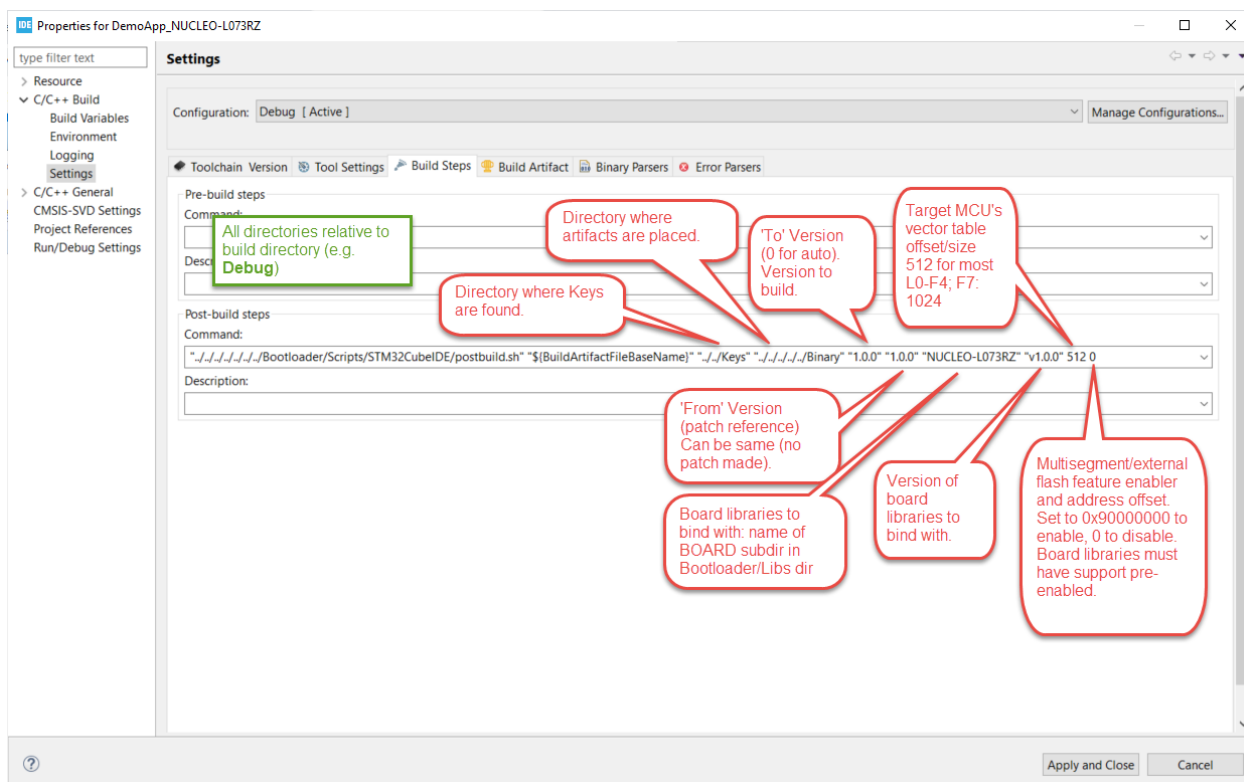 IDE Properties for DemoApp_NUCLEO-L073RZ
type filter text
Resource
C/C++ Build
Build Variables
Environment
Logging
Settings
C/C++ General
CMSIS-SVD Settings
Project References
Run/Debug Settings
Settings
Configuration: Debug [ Active ]
Manage Configurations...
Toolchain Version Tool Settings Build Steps Build Artifact Binary Parsers Error Parsers
Pre-build steps
Command:
All directories relative to
build directory (e.g.
Debug)
Directory where
artifacts are placed.
'To' Version
(0 for auto).
Version to
build.
Target MCU's
vector table
offset/size
512 for most
L0-F4; F7:
1024
Directory where Keys
are found.
Post-build steps
Command:
"../../../../../../../Bootloader/Scripts/STM32CubeIDE/postbuild.sh" "${BuildArtifactFileBaseName}" "../../Keys" "../../../../../Binary" "1.0.0" "1.0.0" "NUCLEO-L073RZ" "v1.0.0" 512 0
Description:
'From' Version
(patch reference)
Can be same (no
patch made).
Board libraries to
bind with: name of
BOARD subdir in
Bootloader/Libs dir
Version of
board
libraries to
bind with.
Multisegment/external
flash feature enabler
and address offset.
Set to 0x90000000 to
enable, 0 to disable.
Board libraries must
have support pre-
enabled.
Apply and Close
Cancel